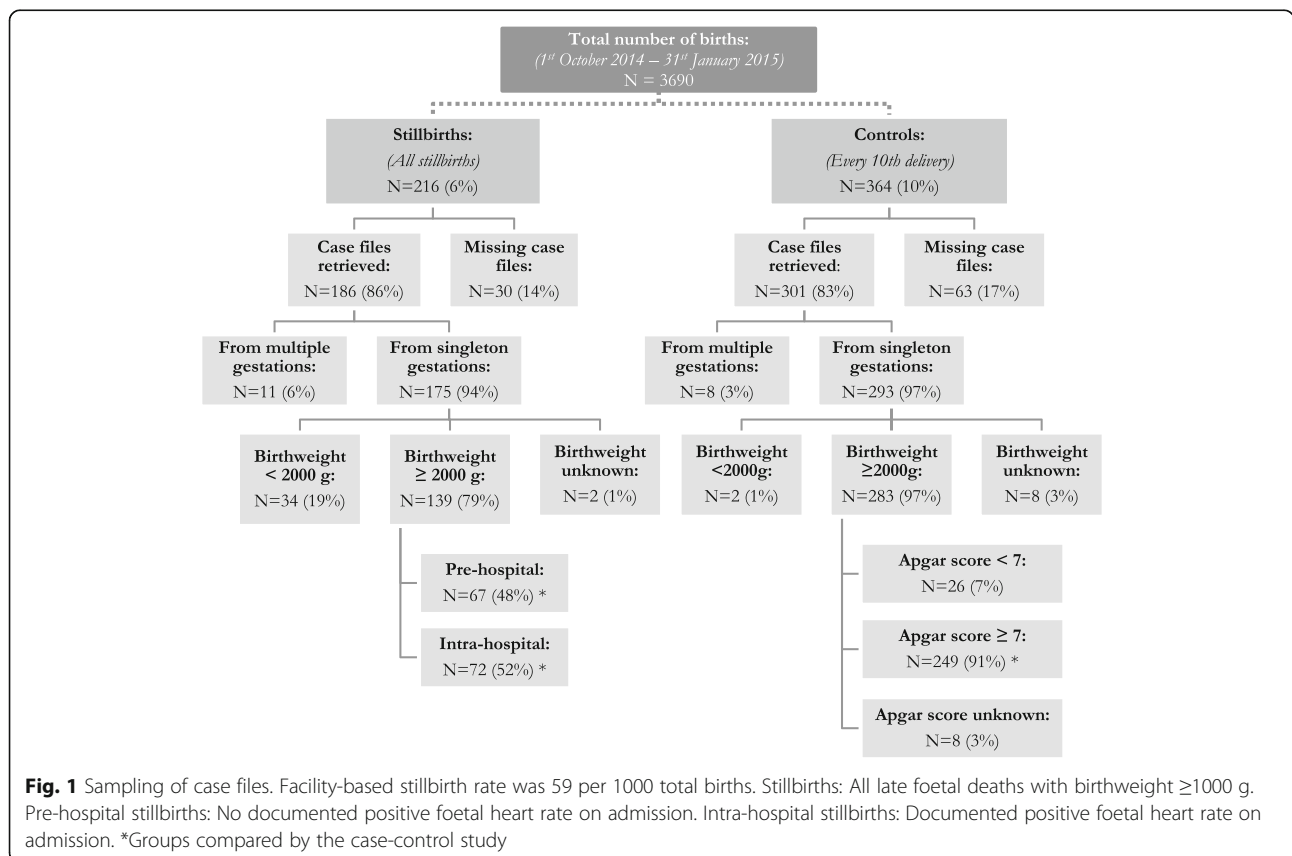 Total number of births:
(1st October 2014 – 31st January 2015)
N = 3690
Stillbirths:
(All stillbirths)
N=216 (6%)
Controls:
(Every 10th delivery)
N=364 (10%)
Case files
retrieved:
N=186 (86%)
Missing case
files:
N=30 (14%)
Case files
retrieved:
N=301 (83%)
Missing case
files:
N=63 (17%)
From multiple
gestations:
N=11 (6%)
From singleton
gestations:
N=175 (94%)
From multiple
gestations:
N=8 (3%)
From singleton
gestations:
N=293 (97%)
Birthweight
< 2000 g:
N=34 (19%)
Birthweight
≥ 2000 g:
N=139 (79%)
Birthweight
unknown:
N=2 (1%)
Birthweight
<2000g:
N=2 (1%)
Birthweight
≥2000g:
N=283 (97%)
Birthweight
unknown:
N=8 (3%)
Pre-hospital:
N=67 (48%) *
Intra-hospital:
N=72 (52%) *
Apgar score < 7:
N=26 (7%)
Apgar score ≥ 7:
N=249 (91%) *
Apgar score unknown:
N=8 (3%)
Fig. 1 Sampling of case files. Facility-based stillbirth rate was 59 per 1000 total births. Stillbirths: All late foetal deaths with birthweight ≥1000 g.
Pre-hospital stillbirths: No documented positive foetal heart rate on admission. Intra-hospital stillbirths: Documented positive foetal heart rate on
admission. *Groups compared by the case-control study